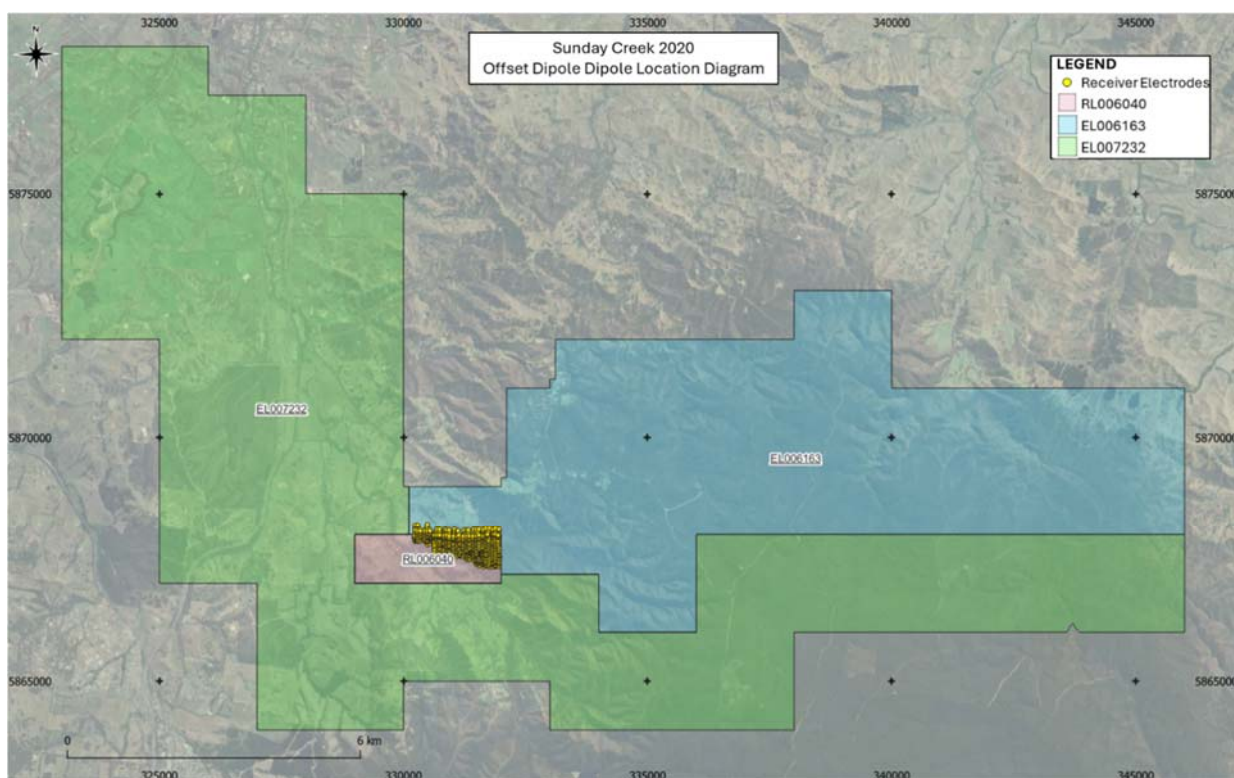 325000 330000 335000 340000 345000
N
Sunday Creek 2020
Offset Dipole Dipole Location Diagram
LEGEND
Receiver Electrodes
RL006040
EL006163
EL007232
5875000 5875000
EL007232
5870000 5870000
EL006163
RL006040
5865000 5865000
0 6 km
325000 330000 335000 340000 345000